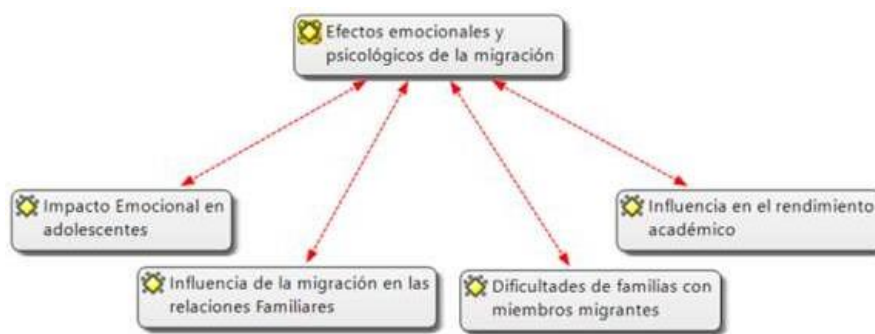 Efectos emocionales y
psicológicos de la migración
Impacto Emocional en
adolescentes
Influencia en el rendimiento
académico
Influencia de la migración en las
relaciones Familiares
Dificultades de familias con
miembros migrantes